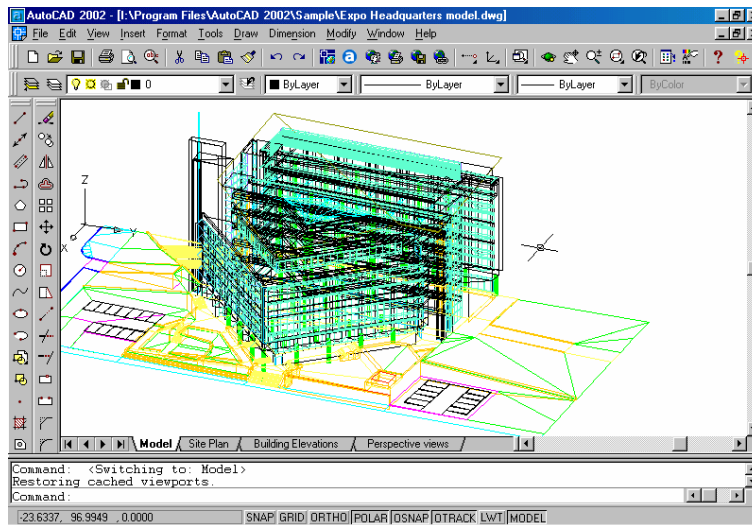 AutoCAD 2002 - [I:\Program Files\AutoCAD 2002\Sample\Expo Headquarters model.dwg]
File Edit View Insert Format Tools Draw Dimension Modify Window Help
0 ByLayer ByLayer ByLayer ByColor
Z
Y
X
Model Site Plan Building Elevations Perspective views
Command: <Switching to: Model>
Restoring cached viewports.
Command:
-23.6337, 96.9949 ,0.0000 SNAP GRID ORTHO POLAR OSNAP OTRACK LWT MODEL